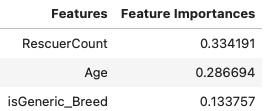 Features Feature Importances
RescuerCount 0.334191
Age 0.286694
isGeneric_Breed 0.133757